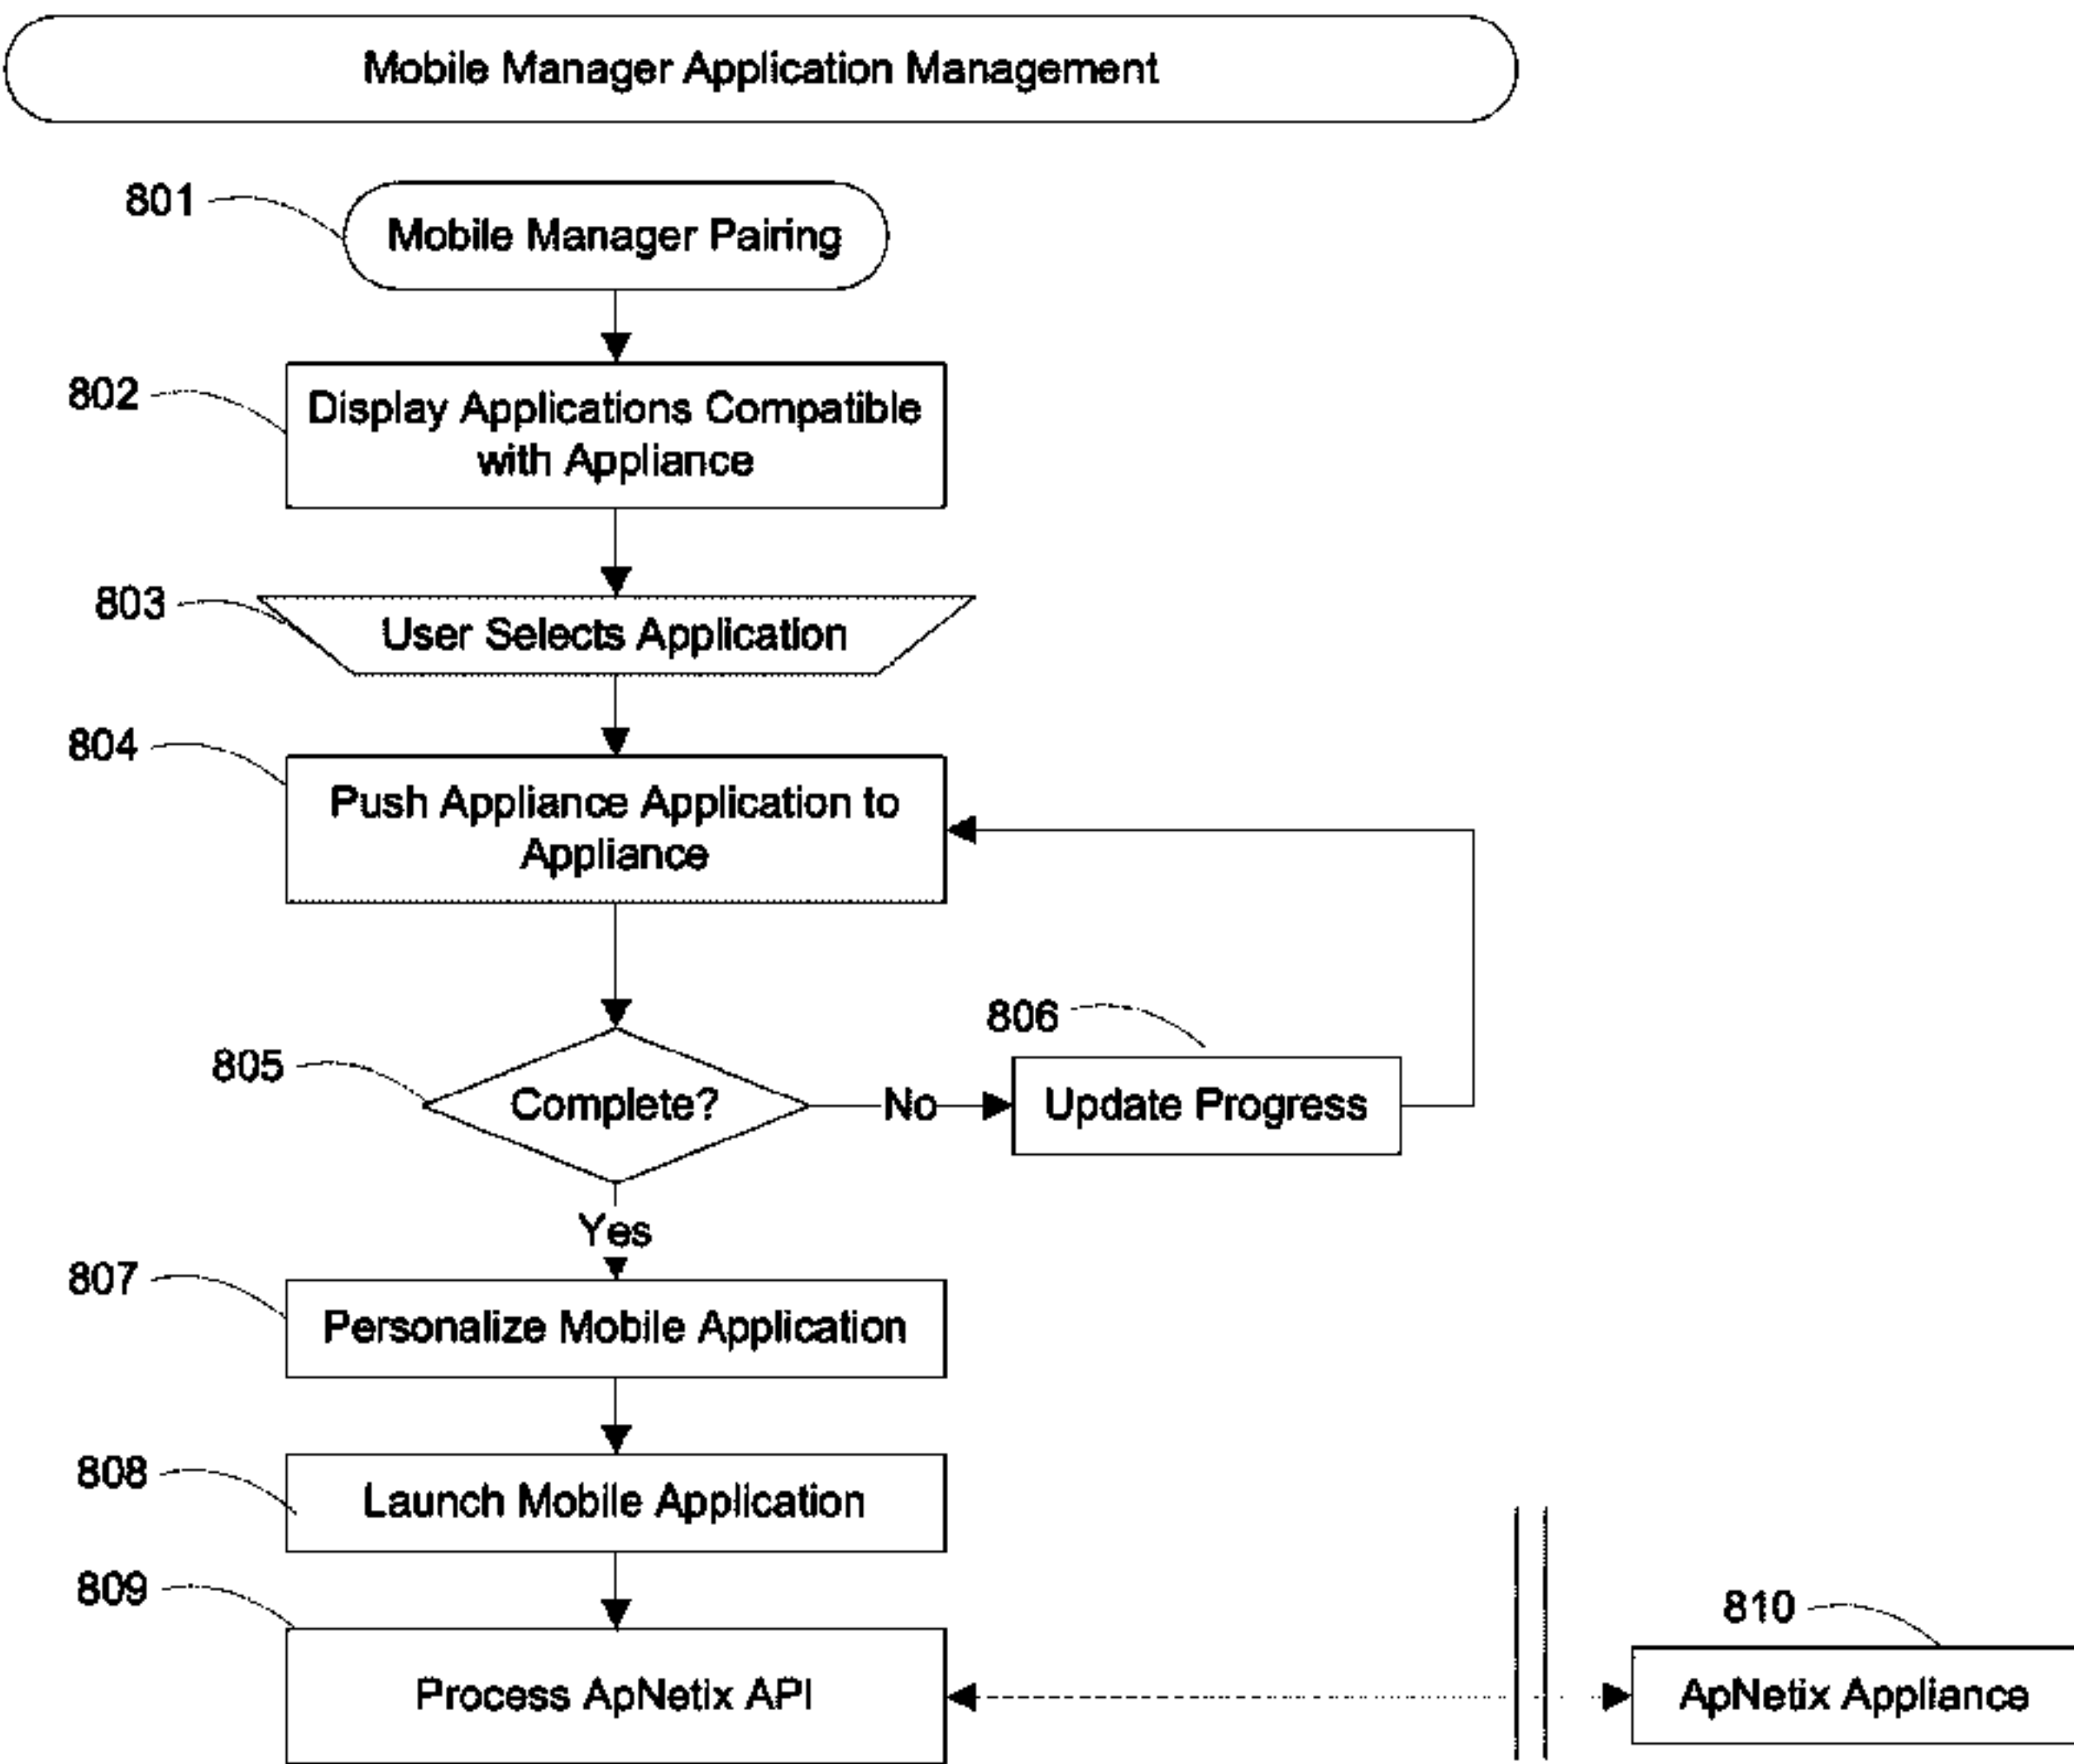 Mobile Manager Application Management
801
Mobile Manager Pairing
802
Display Applications Compatible
with Appliance
803
User Selects Application
804
Push Appliance Application to
Appliance
805
Complete?
No
806
Update Progress
Yes
807
Personalize Mobile Application
808
Launch Mobile Application
809
Process ApNetix API
810
ApNetix Appliance